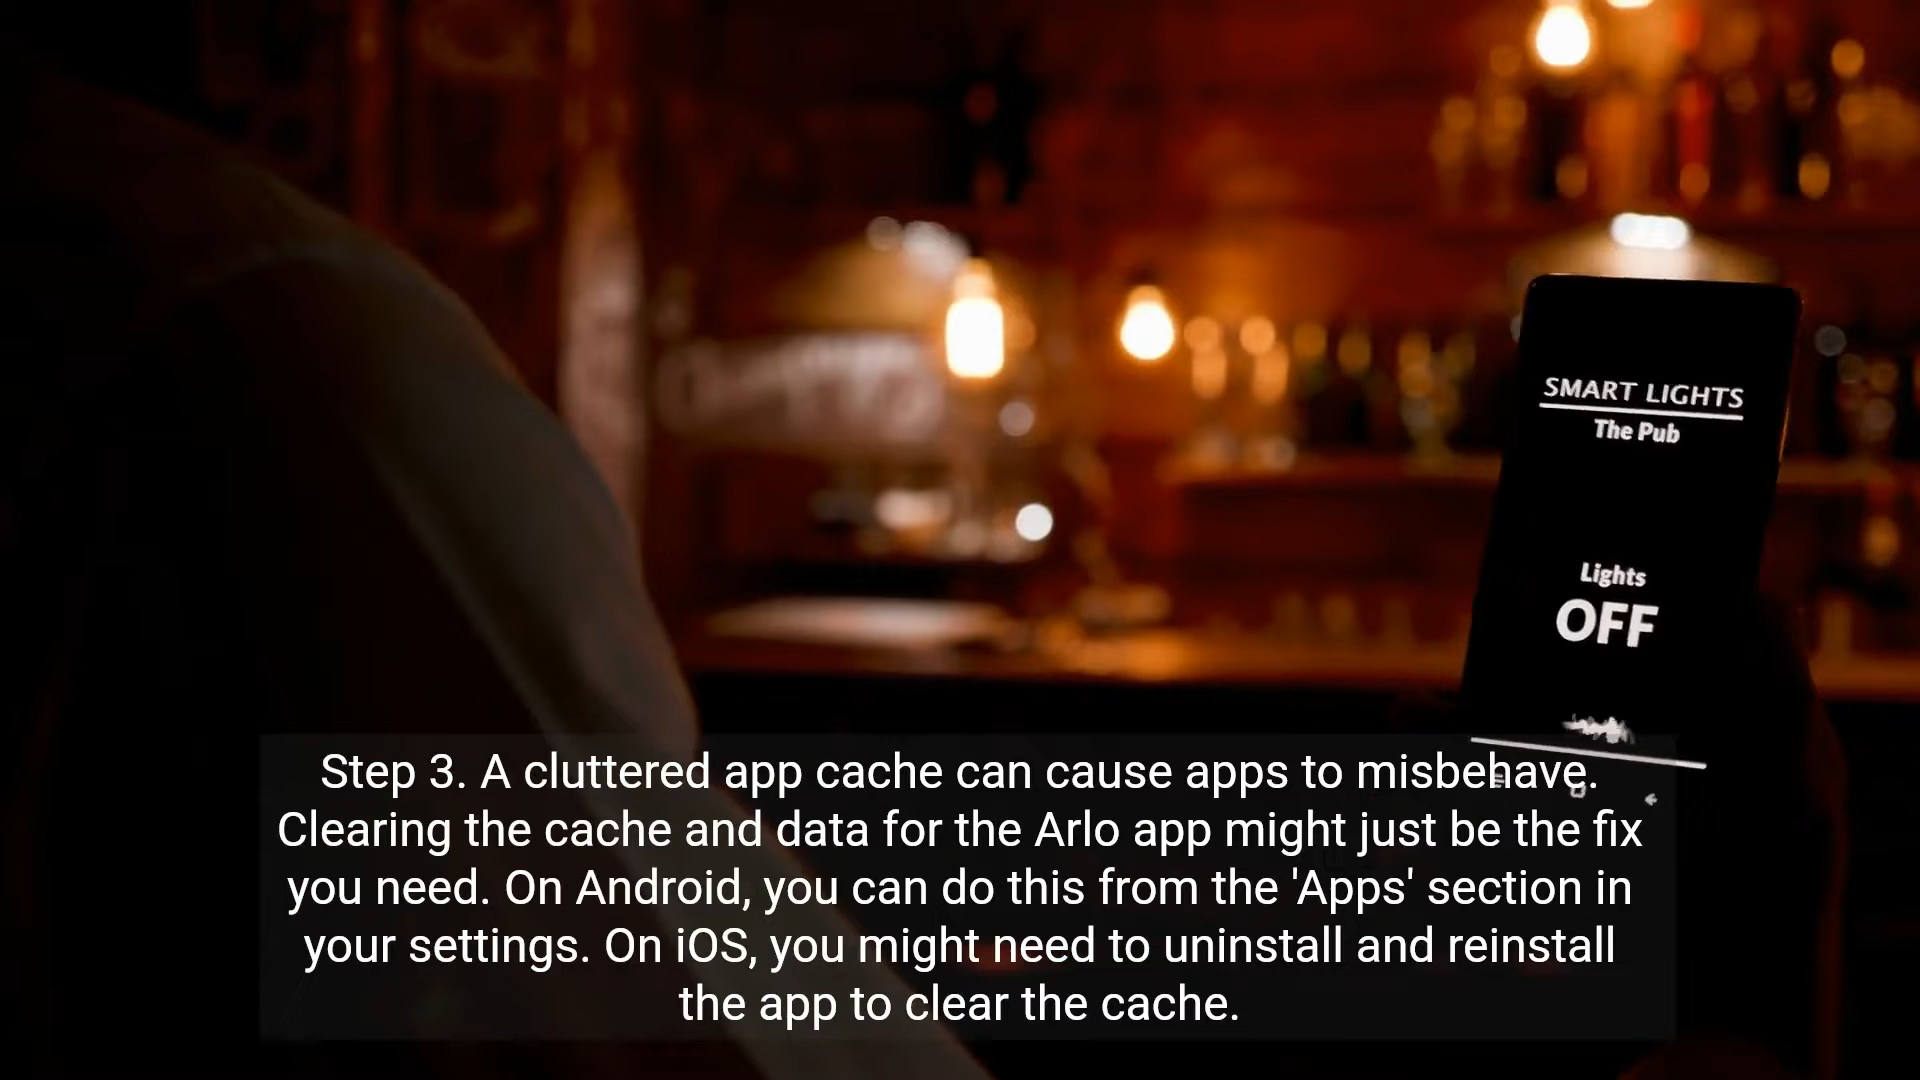 SMART LIGHTS
The Pub
Lights
OFF
Step 3. A cluttered app cache can cause apps to misbehave.
Clearing the cache and data for the Arlo app might just be the fix
you need. On Android, you can do this from the 'Apps' section in
your settings. On iOS, you might need to uninstall and reinstall
the app to clear the cache.